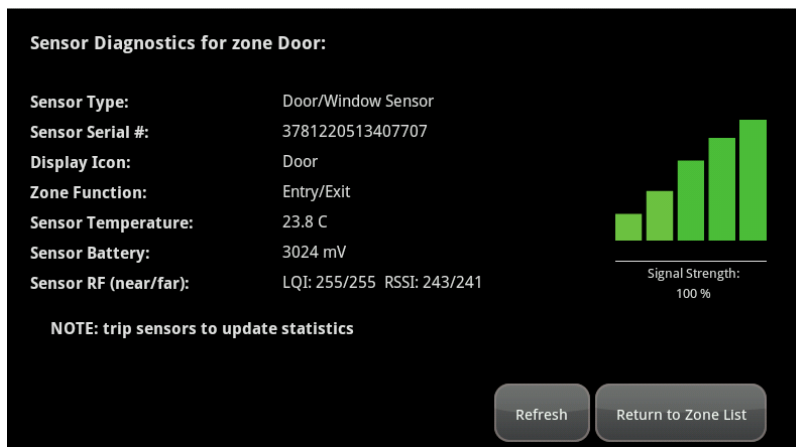 Sensor Diagnostics for zone Door:
Sensor Type: Door/Window Sensor
Sensor Serial #: 3781220513407707
Display Icon: Door
Zone Function: Entry/Exit
Sensor Temperature: 23.8 C
Sensor Battery: 3024 mV
Sensor RF (near/far): LQI: 255/255 RSSI: 243/241
Signal Strength:
100 %
NOTE: trip sensors to update statistics
Refresh
Return to Zone List